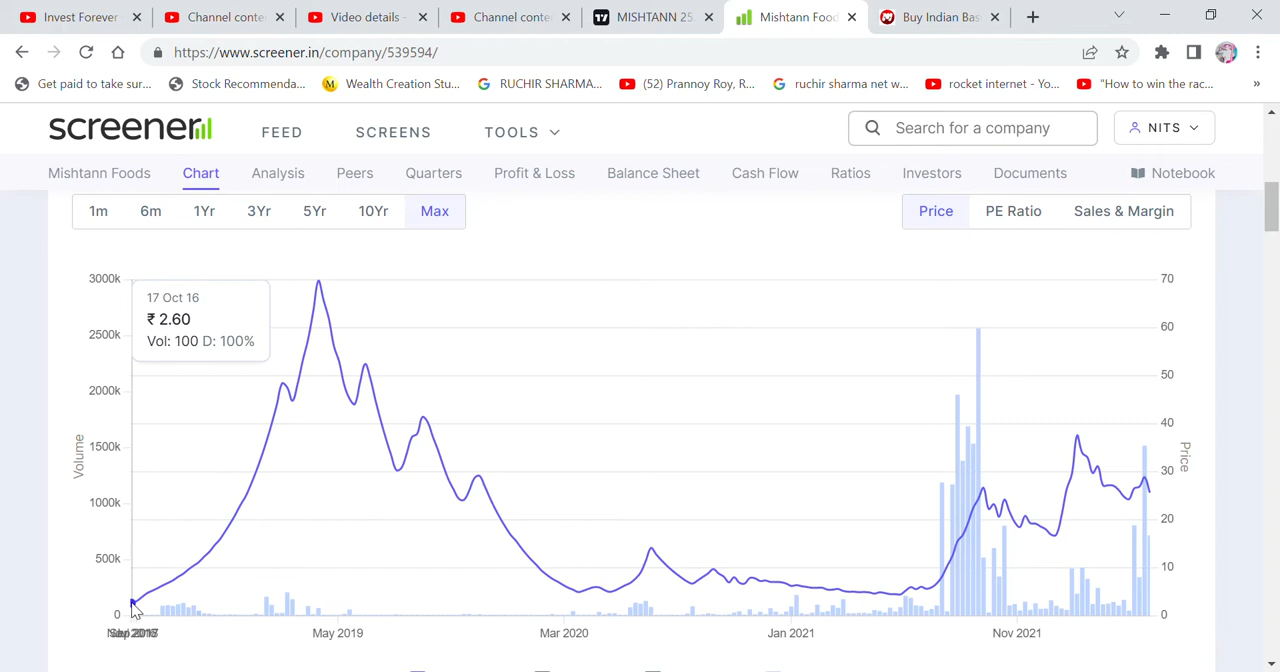 Invest Forever
Channel conte
Video details -
Channel conte
MISHTANN 25.
Mishtann Food
Buy Indian Bas
https://www.screener.in/company/539594/
Get paid to take sur...
Stock Recommenda...
M
Wealth Creation Stu...
RUCHIR SHARMA...
(52) Prannoy Roy, R...
ruchir sharma net w...
rocket internet - Yo...
"How to win the rac...
»
screener
FEED
SCREENS
TOOLS
Search for a company
NITS
Mishtann Foods
Chart
Analysis
Peers
Quarters
Profit & Loss
Balance Sheet
Cash Flow
Ratios
Investors
Documents
Notebook
1m
6m
1Yr
3Yr
5Yr
10Yr
Max
Price
PE Ratio
Sales & Margin
3000k
2500k
2000k
1500k
1000k
500k
0
Volume
17 Oct 16
₹ 2.60
Vol: 100 D: 100%
70
60
50
40
30
20
10
0
Price
May 2019
Mar 2020
Jan 2021
Nov 2021